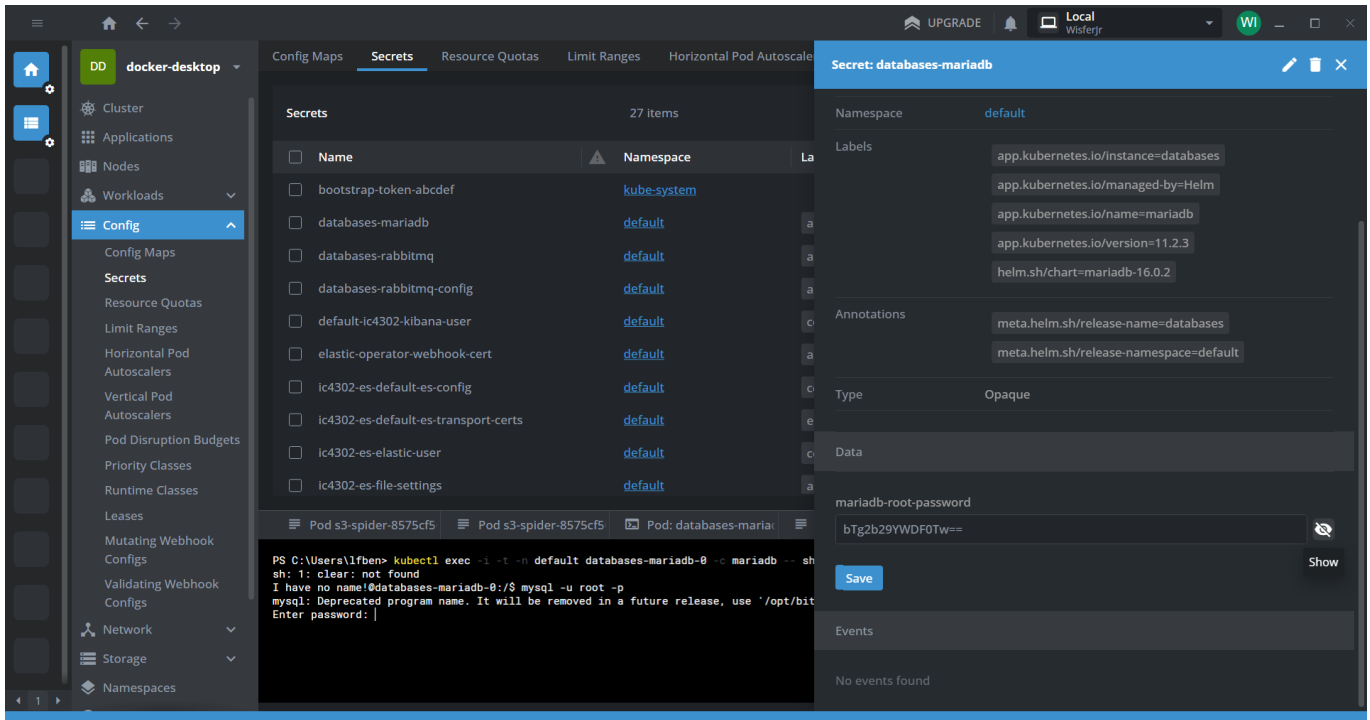 UPGRADE
Local
WisferJr
WI
DD
docker-desktop
Cluster
Applications
Nodes
Workloads
Config
Config Maps
Secrets
Resource Quotas
Limit Ranges
Horizontal Pod
Autoscalers
Vertical Pod
Autoscalers
Pod Disruption Budgets
Priority Classes
Runtime Classes
Leases
Mutating Webhook
Configs
Validating Webhook
Configs
Network
Storage
Namespaces
1
Config Maps Secrets Resource Quotas Limit Ranges Horizontal Pod Autoscale
Secrets 27 items
Name Namespace La
bootstrap-token-abcdef kube-system
databases-mariadb default a
databases-rabbitmq default a
databases-rabbitmq-config default a
default-ic4302-kibana-user default c
elastic-operator-webhook-cert default a
ic4302-es-default-es-config default c
ic4302-es-default-es-transport-certs default e
ic4302-es-elastic-user default c
ic4302-es-file-settings default a
Pod s3-spider-8575cf5 Pod s3-spider-8575cf5 Pod: databases-maria
PS C:\Users\lfben> kubectl exec -i -t -n default databases-mariadb-0 -c mariadb -- sh
sh: 1: clear: not found
I have no name!@databases-mariadb-0:/$ mysql -u root -p
mysql: Deprecated program name. It will be removed in a future release, use '/opt/bit
Enter password:
Secret: databases-mariadb
Namespace default
Labels
app.kubernetes.io/instance=databases
app.kubernetes.io/managed-by=Helm
app.kubernetes.io/name=mariadb
app.kubernetes.io/version=11.2.3
helm.sh/chart=mariadb-16.0.2
Annotations
meta.helm.sh/release-name=databases
meta.helm.sh/release-namespace=default
Type Opaque
Data
mariadb-root-password
bTg2b29YWDF0Tw==
Show
Save
Events
No events found